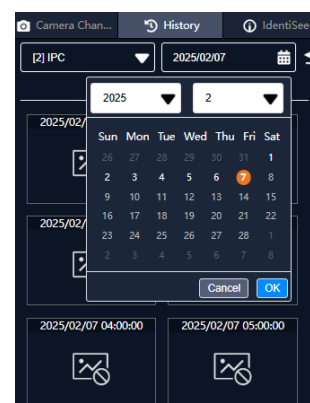 Camera Chan... History IdentiSee
[2] IPC 2025/02/07
2025 2
2025/02/
Sun Mon Tue Wed Thu Fri Sat
26 27 28 29 30 31 1
2 3 4 5 6 7 8
9 10 11 12 13 14 15
16 17 18 19 20 21 22
2025/02/
23 24 25 26 27 28 1
2 3 4 5 6 7 8
Cancel OK
2025/02/07 04:00:00 2025/02/07 05:00:00